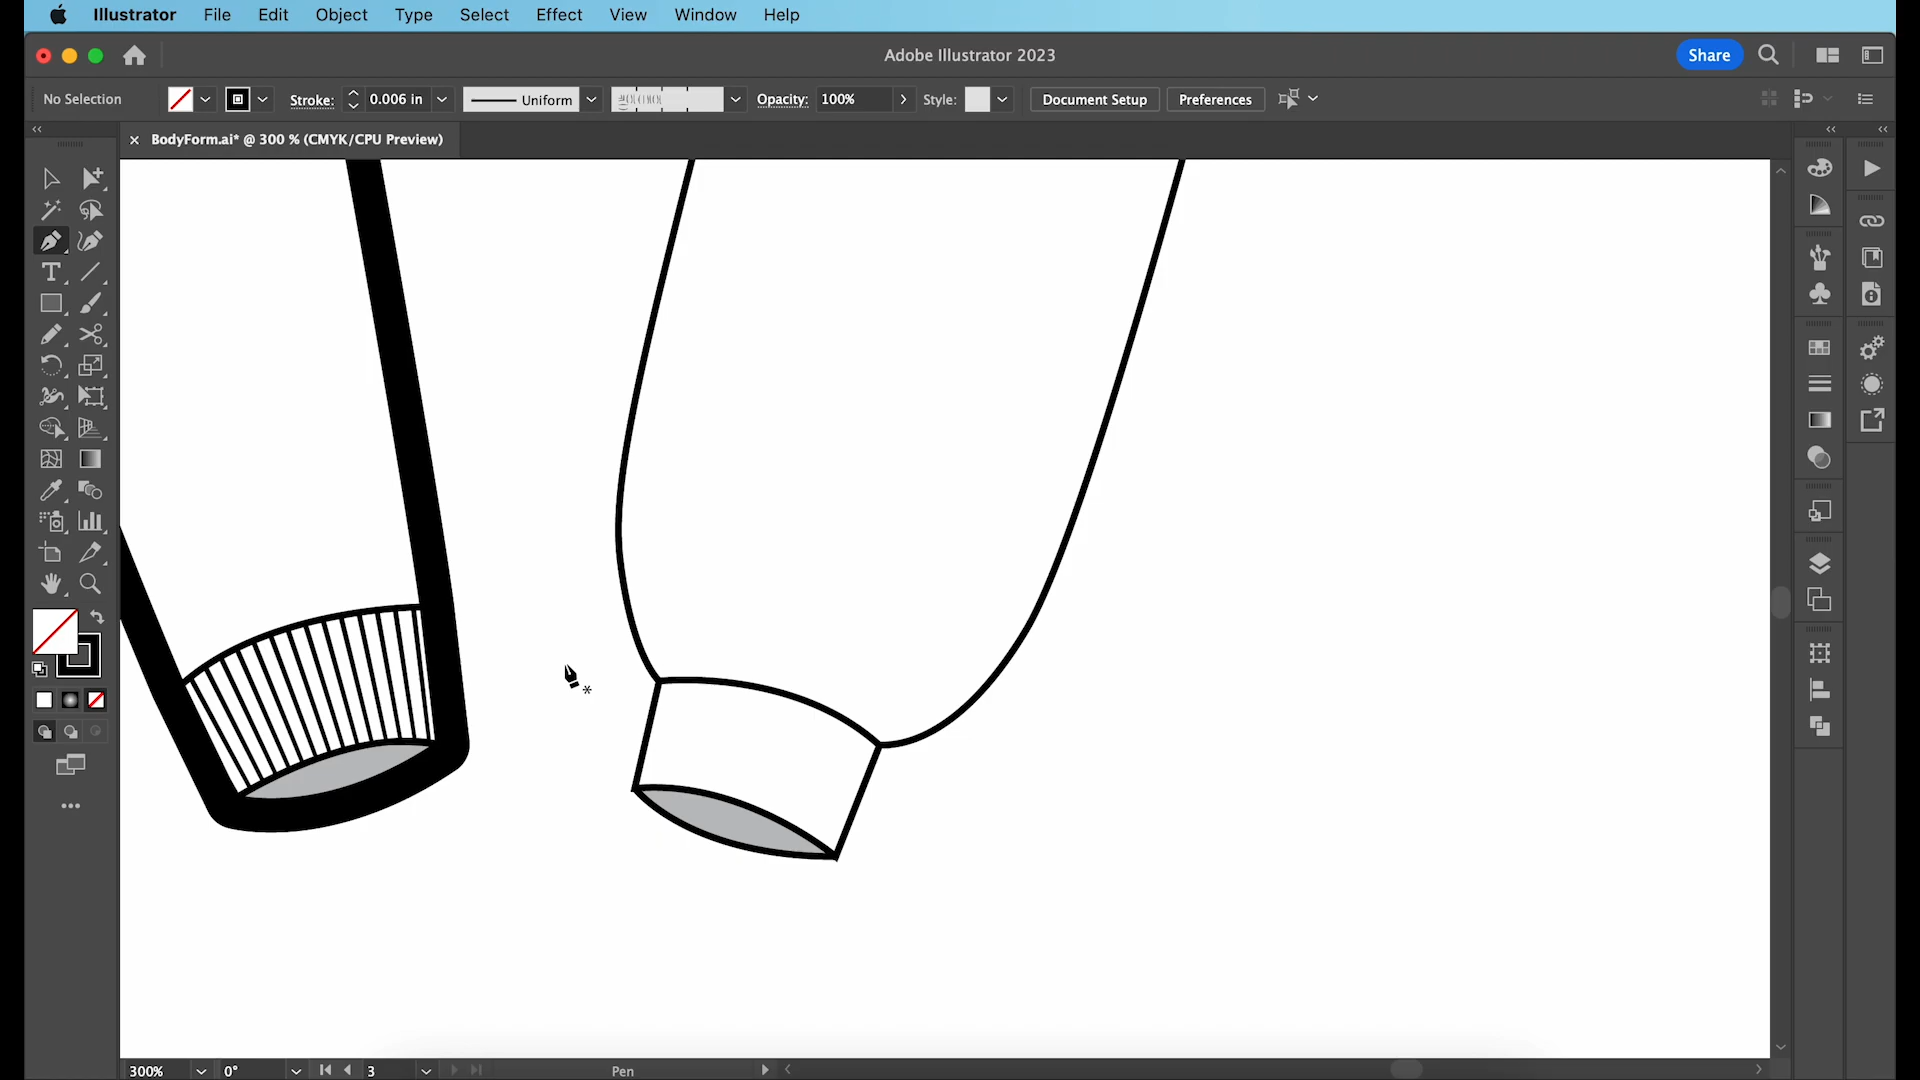 Illustrator File Edit Object Type Select Effect View Window Help
Adobe Illustrator 2023 Share
No Selection Stroke: 0.006 in Uniform Opacity: 100% Style: Document Setup Preferences
× BodyForm.ai* @ 300 % (CMYK/CPU Preview)
300% 0° 3 Pen